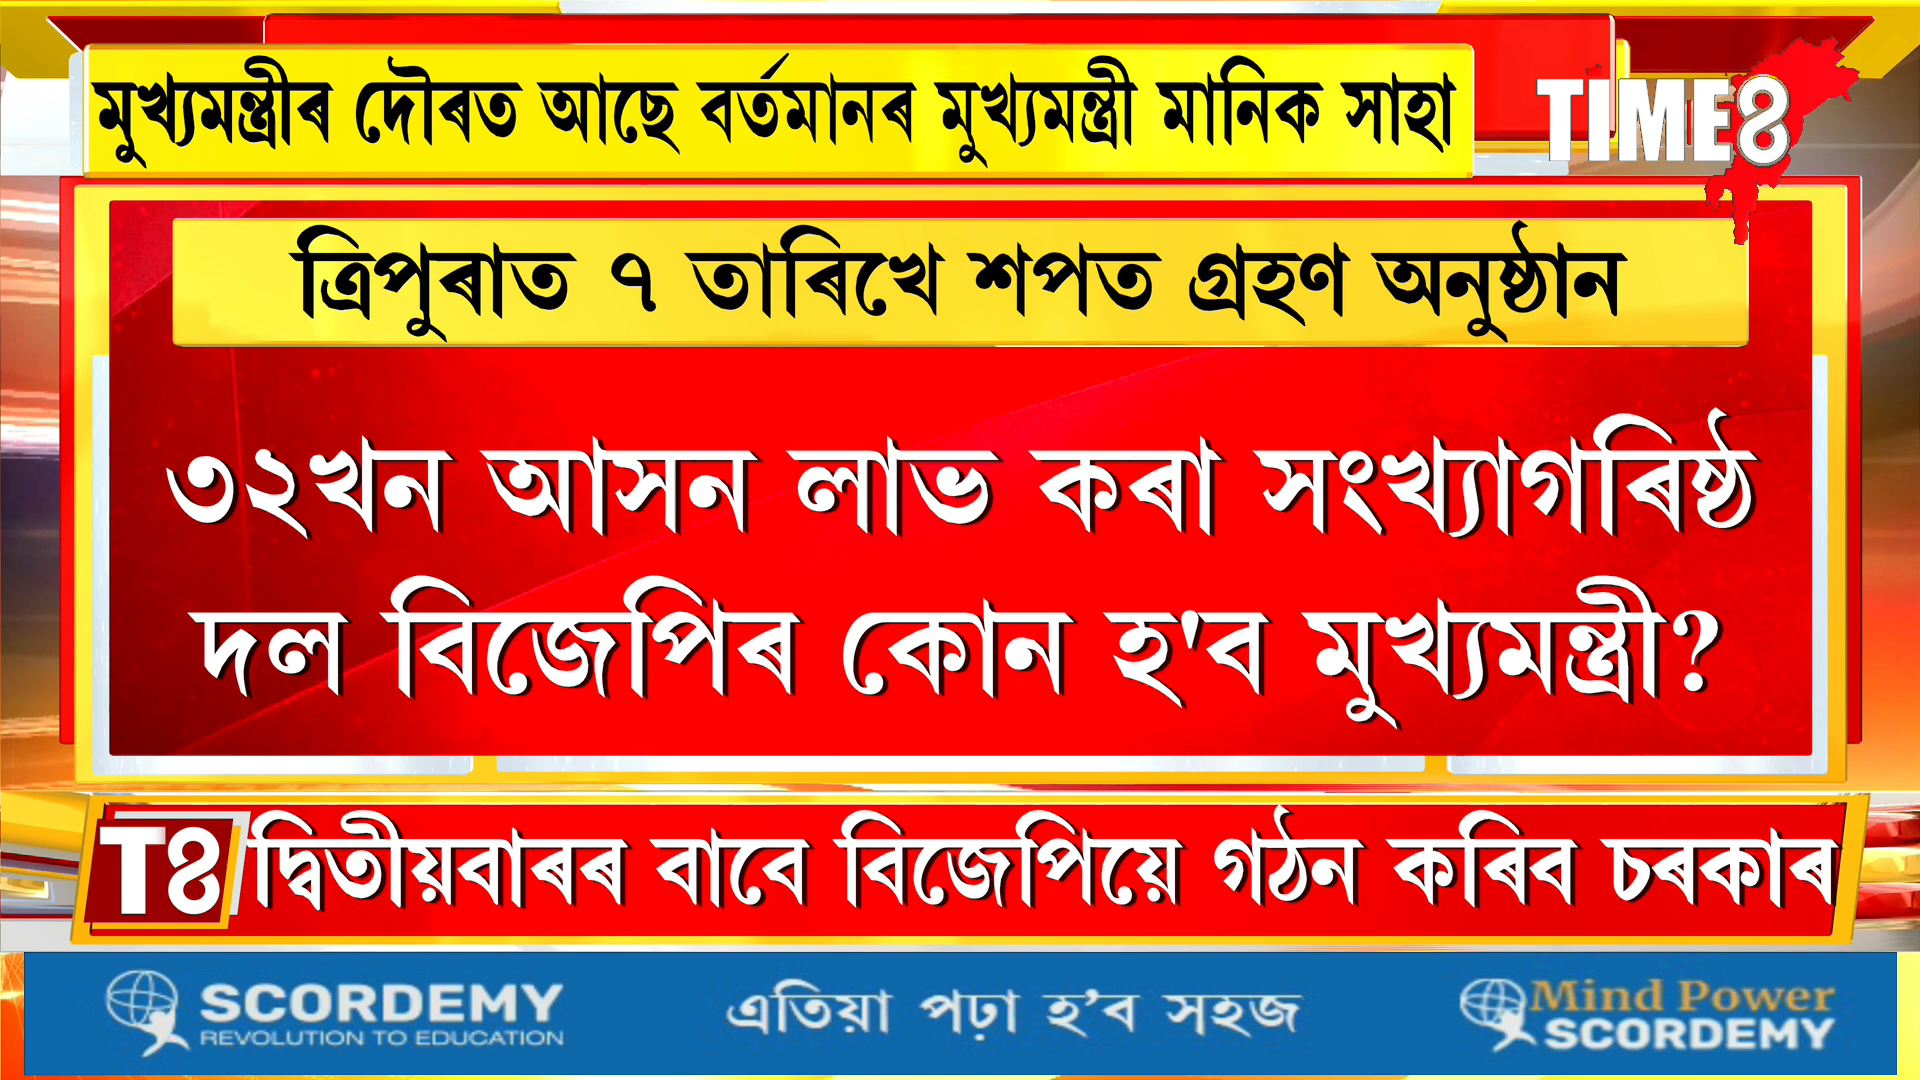 মুখ্যমন্ত্ৰীৰ দৌৰত আছে বৰ্তমানৰ মুখ্যমন্ত্ৰী মানিক সাহা
TIME8
ত্ৰিপুৰাত ৭ তাৰিখে শপত গ্ৰহণ অনুষ্ঠান
৩২খন আসন লাভ কৰা সংখ্যাগৰিষ্ঠ
দল বিজেপিৰ কোন হ'ব মুখ্যমন্ত্ৰী?
T8 দ্বিতীয়বাৰৰ বাবে বিজেপিয়ে গঠন কৰিব চৰকাৰ
SCORDEMY
REVOLUTION TO EDUCATION
এতিয়া পঢ়া হ’ব সহজ
Mind Power
SCORDEMY